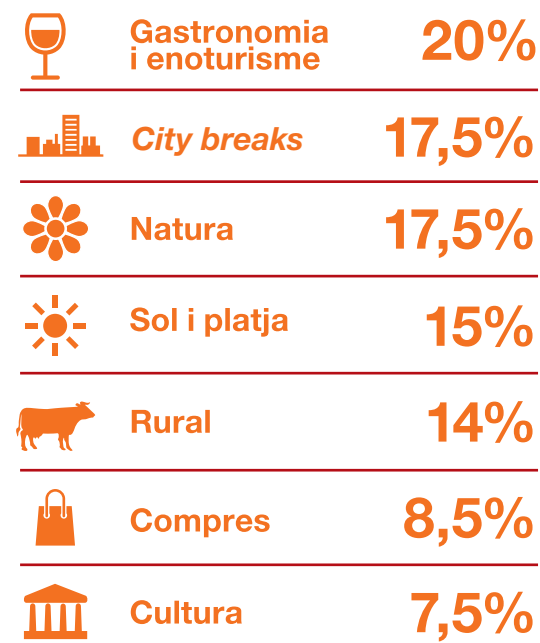 Gastronomia
i enoturisme
20%
City breaks
17,5%
Natura
17,5%
Sol i platja
15%
Rural
14%
Compres
8,5%
Cultura
7,5%